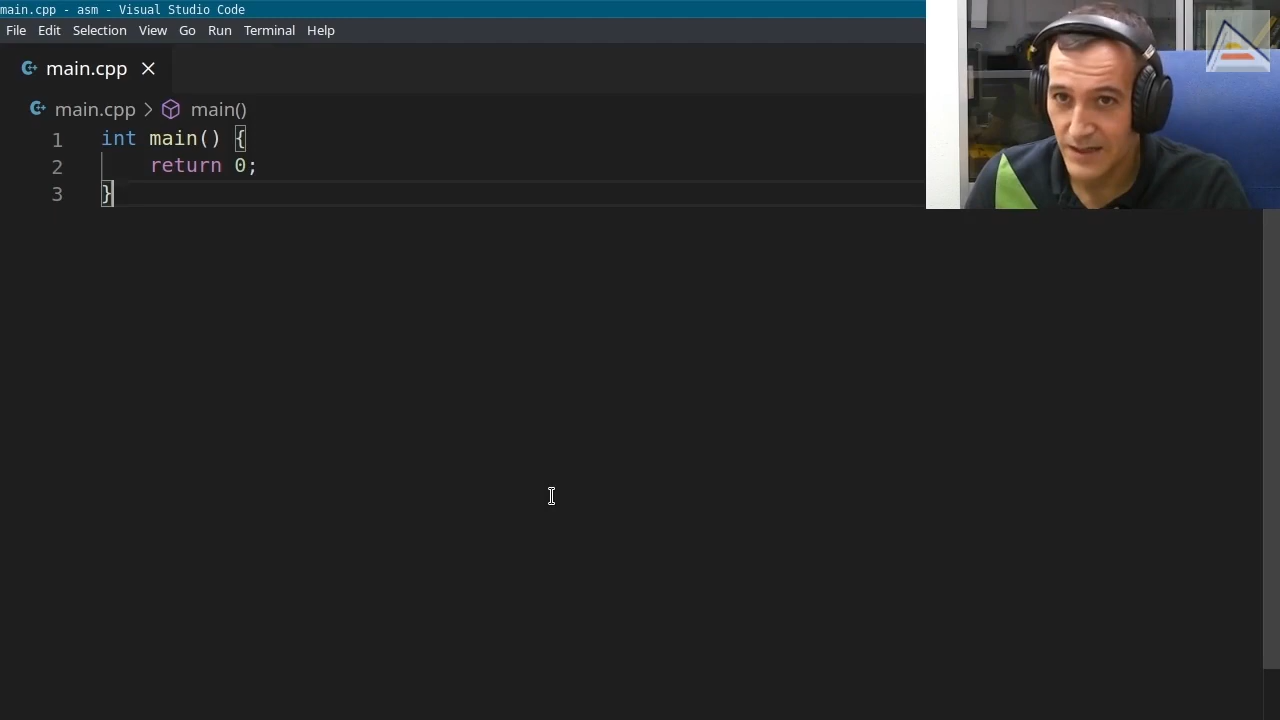 main.cpp - asm - Visual Studio Code
File Edit Selection View Go Run Terminal Help
main.cpp
main.cpp main()
1 int main() {
2 return 0;
3 }